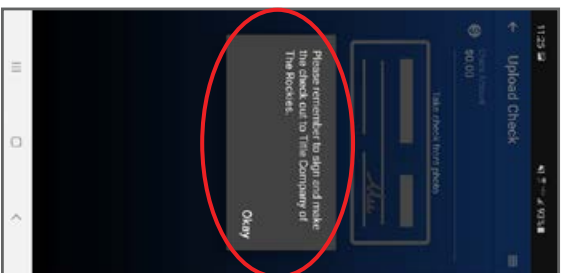 11:25
93%
Upload Check
Check Amount
$0.00
Take check front photo
Please remember to sign and make
the check out to Title Company of
The Rockies.
Okay